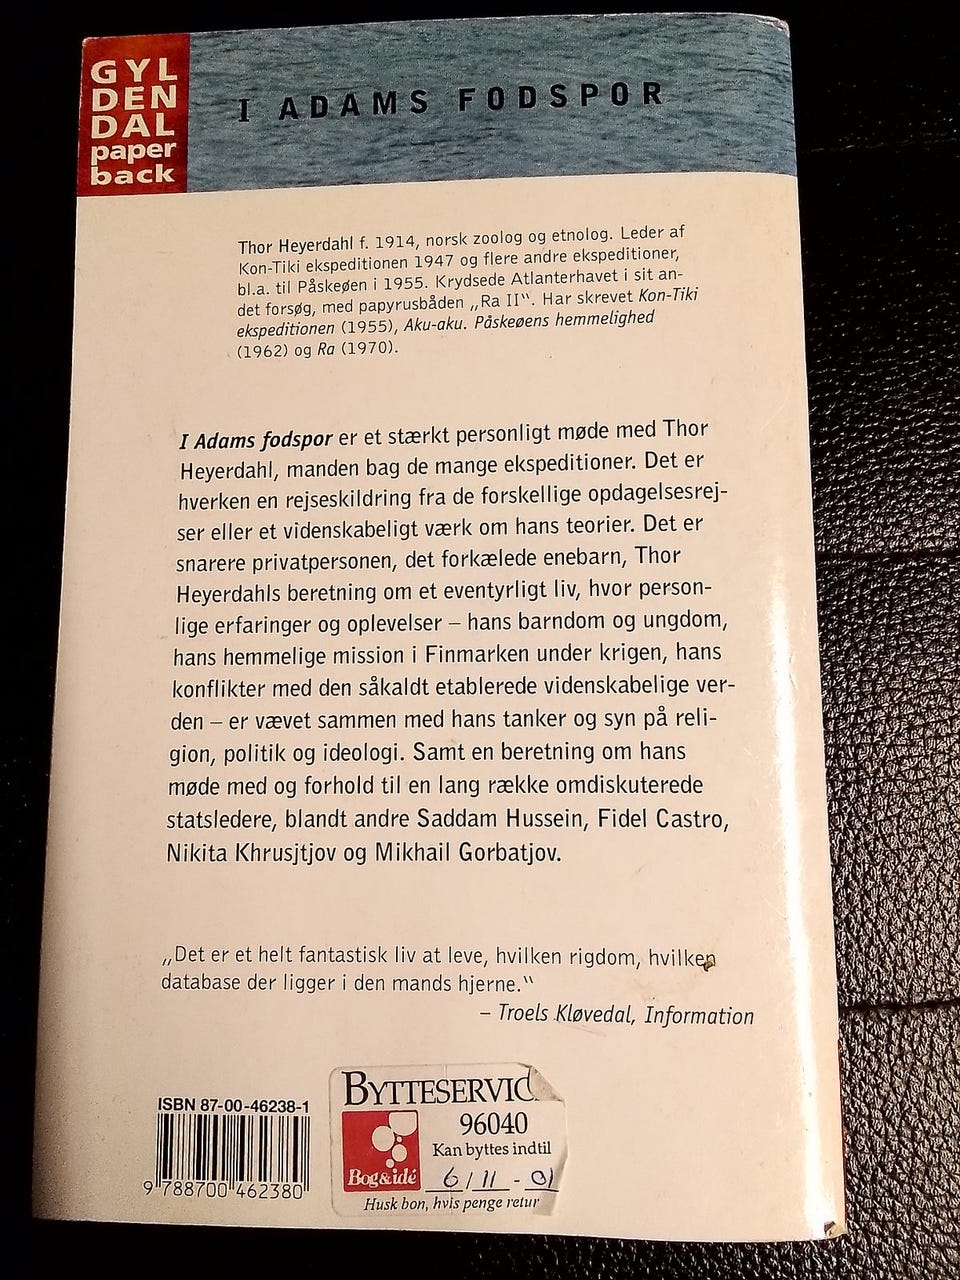 GYL
DEN
DAL
paper
back
I ADAMS FODSPOR
Thor Heyerdahl f. 1914, norsk zoolog og etnolog. Leder af
Kon-Tiki ekspeditionen 1947 og flere andre ekspeditioner,
bl.a. til Påskeøen i 1955. Krydsede Atlanterhavet i sit an-
det forsøg, med papyrusbåden „Ra II‟. Har skrevet Kon-Tiki
ekspeditionen (1955), Aku-aku. Påskeøens hemmelighed
(1962) og Ra (1970).
I Adams fodspor er et stærkt personligt møde med Thor
Heyerdahl, manden bag de mange ekspeditioner. Det er
hverken en rejseskildring fra de forskellige opdagelsesrej-
ser eller et videnskabeligt værk om hans teorier. Det er
snarere privatpersonen, det forkælede enebarn, Thor
Heyerdahls beretning om et eventyrligt liv, hvor person-
lige erfaringer og oplevelser – hans barndom og ungdom,
hans hemmelige mission i Finmarken under krigen, hans
konflikter med den såkaldt etablerede videnskabelige ver-
den – er vævet sammen med hans tanker og syn på reli-
gion, politik og ideologi. Samt en beretning om hans
møde med og forhold til en lang række omdiskuterede
statsledere, blandt andre Saddam Hussein, Fidel Castro,
Nikita Khrusjtjov og Mikhail Gorbatjov.
„Det er et helt fantastisk liv at leve, hvilken rigdom, hvilken
database der ligger i den mands hjerne.‟
– Troels Kløvedal, Information
ISBN 87-00-46238-1
9 788700 462380
BYTTESERVIC
96040
Kan byttes indtil
Bog&idé
6/11-01
Husk bon, hvis penge retur